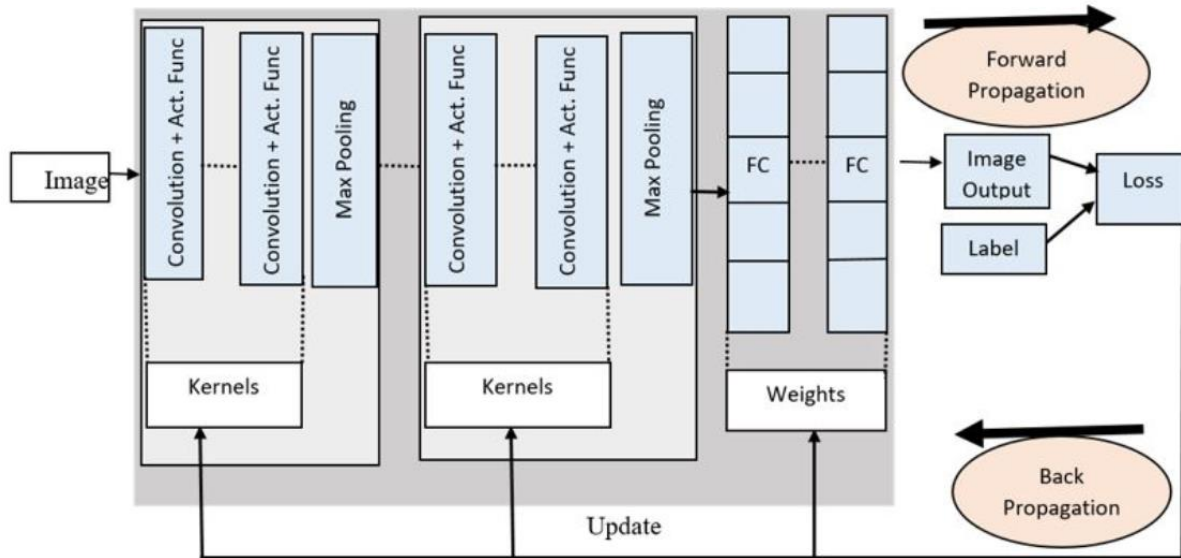 Image
Convolution + Act. Func
Convolution + Act. Func
Max Pooling
Kernels
Convolution + Act. Func
Convolution + Act. Func
Max Pooling
Kernels
FC
FC
Weights
Forward
Propagation
Image
Output
Label
Loss
Back
Propagation
Update